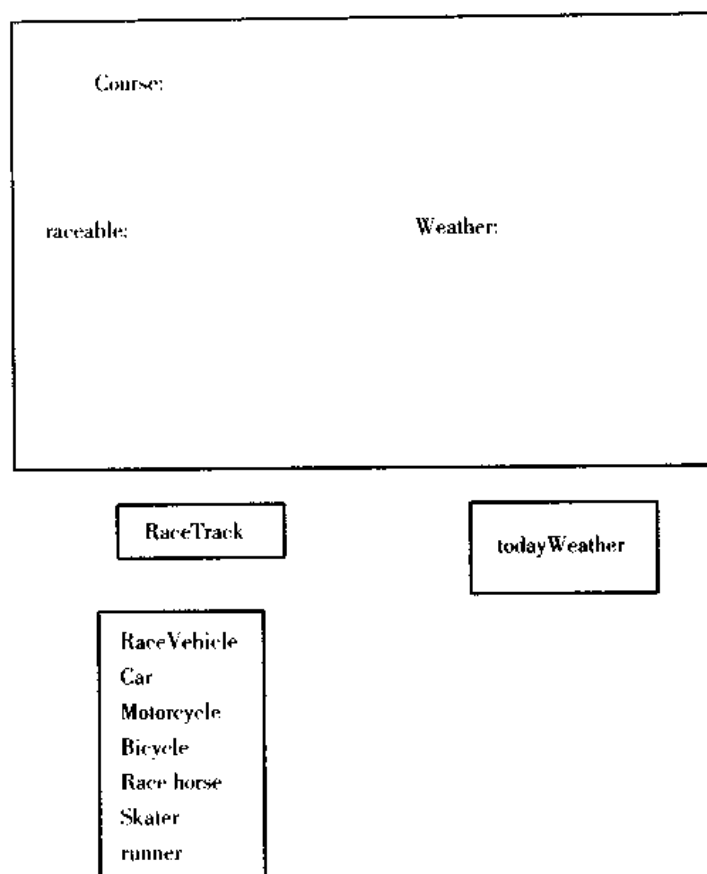 Course:
raceable: Weather:
RaceTrack
todayWeather
RaceVehicle
Car
Motorcycle
Bicycle
Race horse
Skater
runner